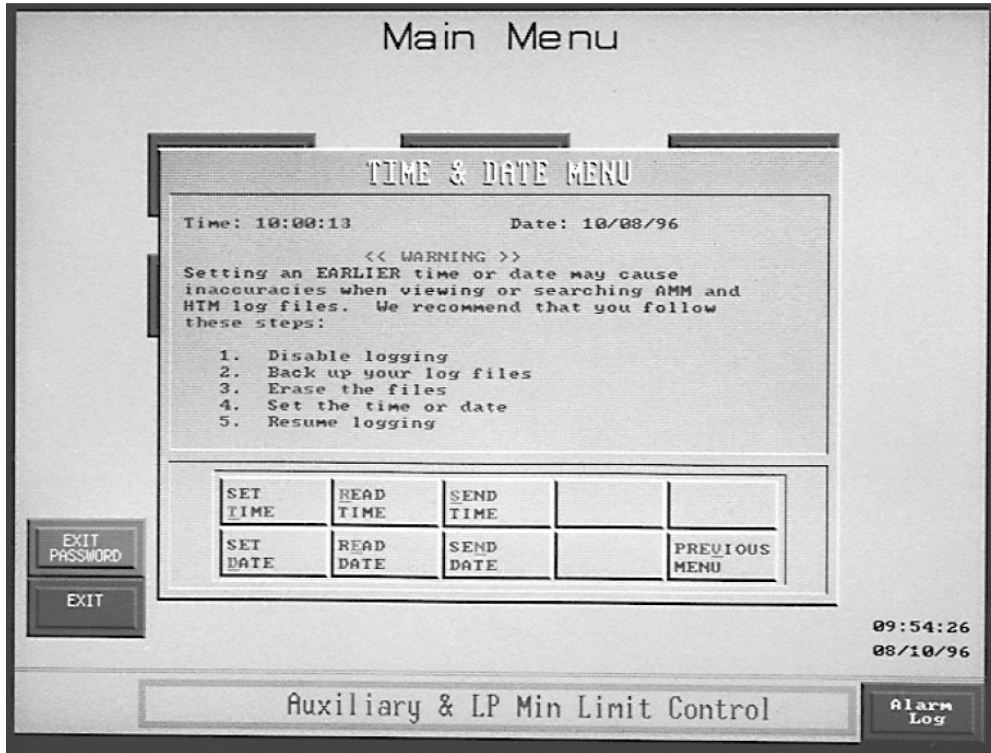 Main Menu
TIME & DATE MENU
Time: 10:00:13 Date: 10/08/96
<< WARNING >>
Setting an EARLIER time or date may cause
inaccuracies when viewing or searching AMM and
HTM log files. We recommend that you follow
these steps:
1. Disable logging
2. Back up your log files
3. Erase the files
4. Set the time or date
5. Resume logging
SET TIME
READ TIME
SEND TIME
SET DATE
READ DATE
SEND DATE
PREVIOUS MENU
EXIT PASSWORD
EXIT
09:54:26
08/10/96
Auxiliary & LP Min Limit Control
Alarm Log